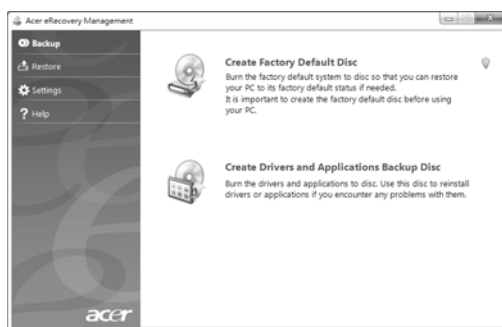 Acer eRecovery Management
Backup
Restore
Settings
? Help
Create Factory Default Disc
Burn the factory default system to disc so that you can restore
your PC to its factory default status if needed.
It is important to create the factory default disc before using
your PC.
Create Drivers and Applications Backup Disc
Burn the drivers and applications to disc. Use this disc to reinstall
drivers or applications if you encounter any problems with them.
acer